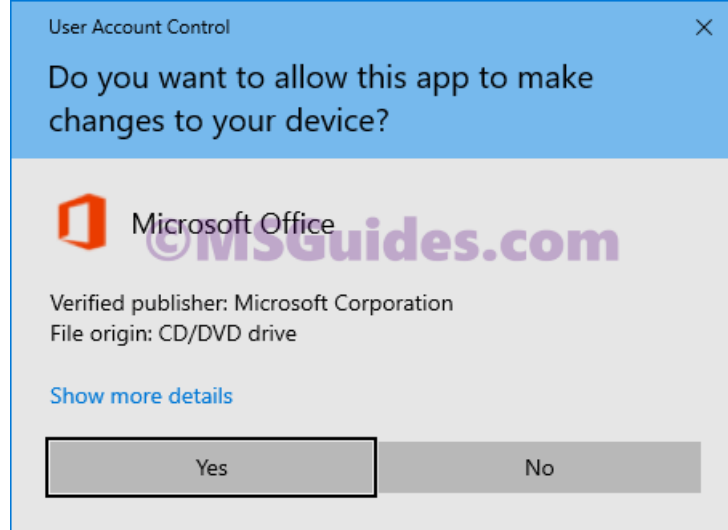 User Account Control
Do you want to allow this app to make
changes to your device?
Microsoft Office
©MSGuides.com
Verified publisher: Microsoft Corporation
File origin: CD/DVD drive
Show more details
Yes
No